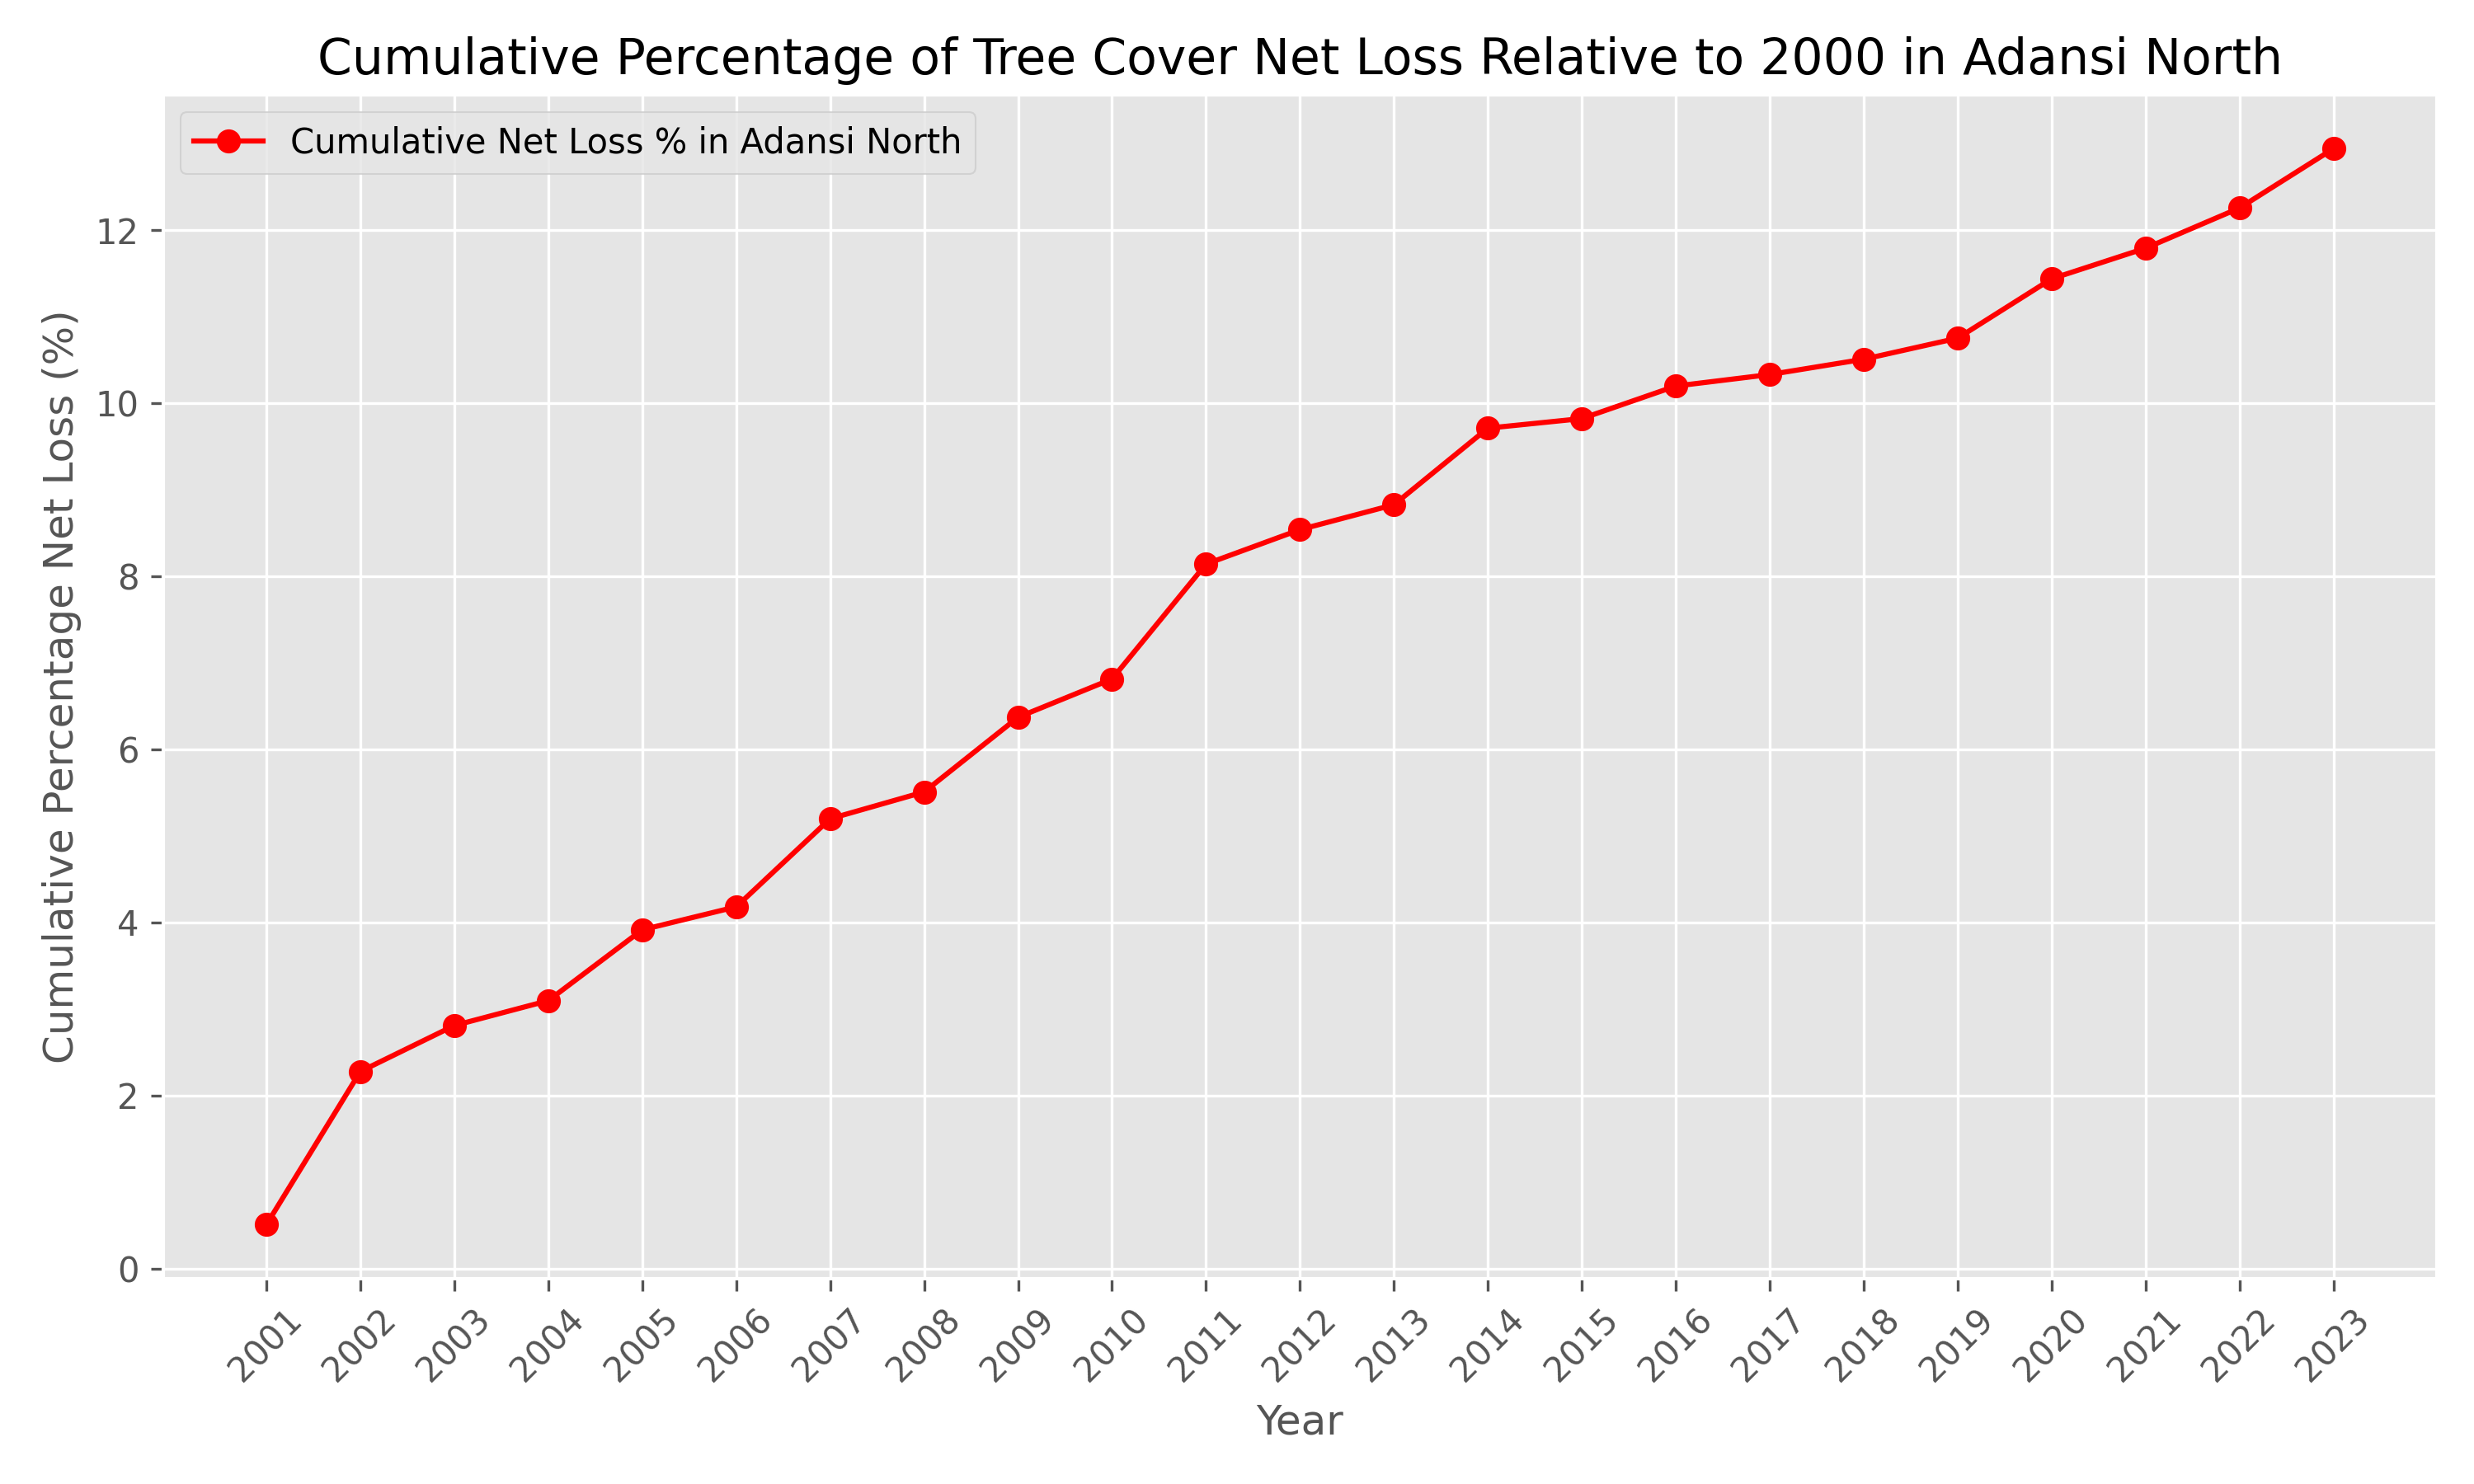 Cumulative Percentage of Tree Cover Net Loss Relative to 2000 in Adansi North
Cumulative Net Loss % in Adansi North
Cumulative Percentage Net Loss (%)
12
10
8
6
4
2
0
2001 2002 2003 2004 2005 2006 2007 2008 2009 2010 2011 2012 2013 2014 2015 2016 2017 2018 2019 2020 2021 2022 2023
Year